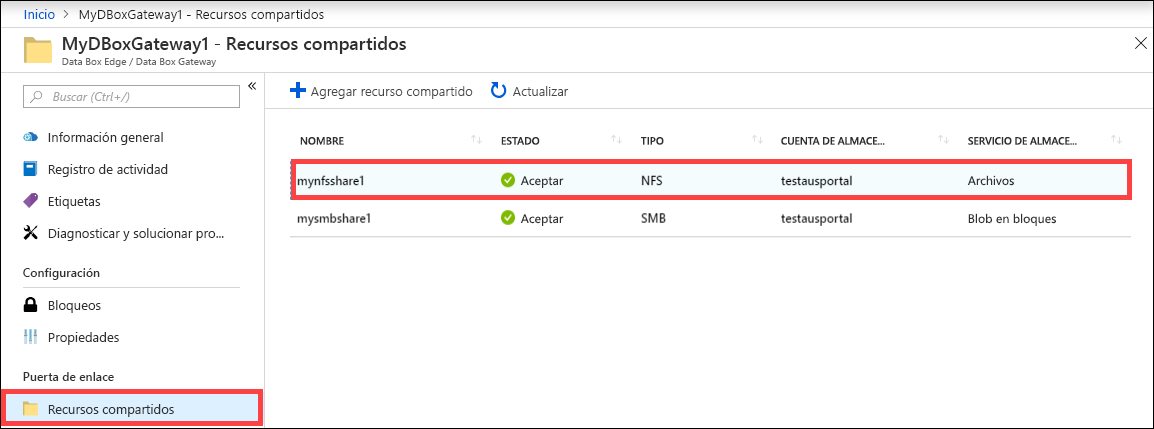 Inicio > MyDBoxGateway1 - Recursos compartidos
MyDBoxGateway1 - Recursos compartidos
Data Box Edge / Data Box Gateway
Buscar (Ctrl+/)
Información general
Registro de actividad
Etiquetas
Diagnosticar y solucionar pro...
Configuración
Bloqueos
Propiedades
Puerta de enlace
Recursos compartidos
Agregar recurso compartido Actualizar
NOMBRE ESTADO TIPO CUENTA DE ALMACE... SERVICIO DE ALMACE...
mynfsshare1 Aceptar NFS testausportal Archivos
mysmbshare1 Aceptar SMB testausportal Blob en bloques